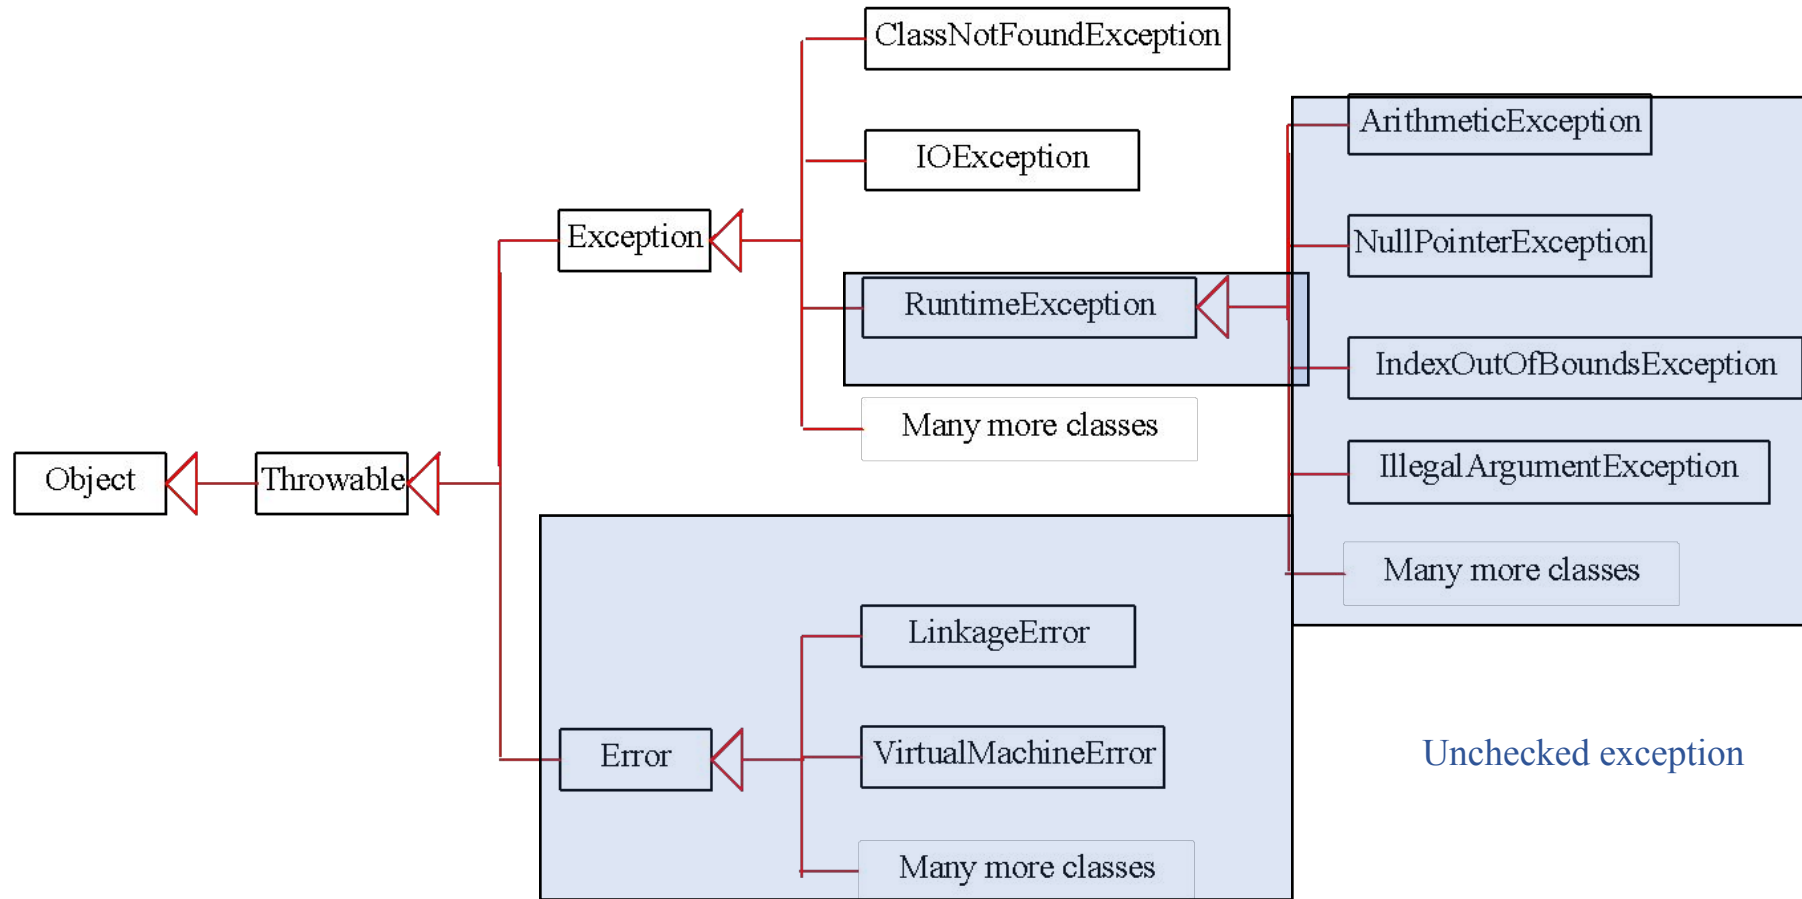 ClassNotFoundException
ArithmeticException
IOException
NullPointerException
Exception
RuntimeException
IndexOutOfBoundsException
Many more classes
IllegalArgumentException
Object
Throwable
Many more classes
LinkageError
Error
VirtualMachineError
Unchecked exception
Many more classes